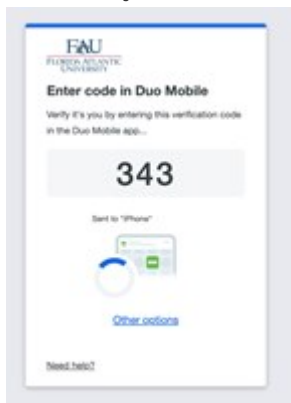 FAU
FLORIDA ATLANTIC
UNIVERSITY
Enter code in Duo Mobile
Verify it's you by entering this verification code
in the Duo Mobile app...
343
Sent to "iPhone"
Other options
Need help?